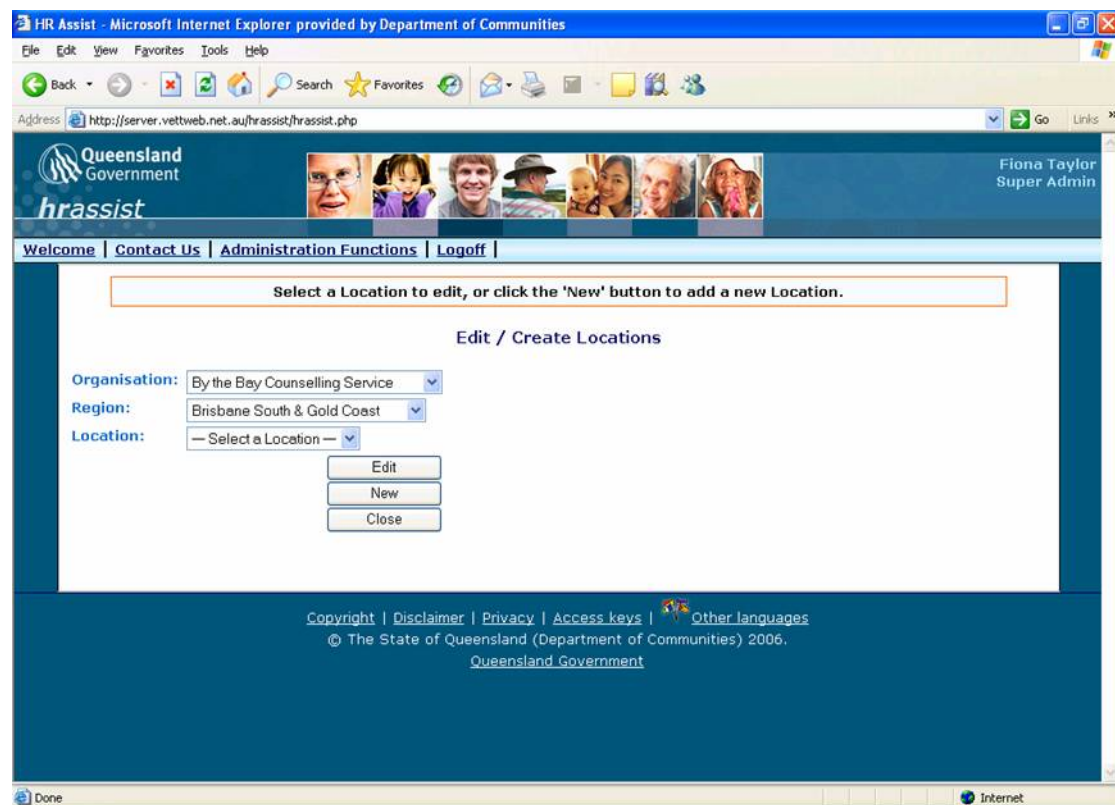 HR Assist - Microsoft Internet Explorer provided by Department of Communities
File Edit View Favorites Tools Help
Back Search Favorites
Address http://server.vettweb.net.au/hrassist/hrassist.php Go Links »
Queensland
Government
hrassist
Fiona Taylor
Super Admin
Welcome | Contact Us | Administration Functions | Logoff |
Select a Location to edit, or click the 'New' button to add a new Location.
Edit / Create Locations
Organisation: By the Bay Counselling Service
Region: Brisbane South & Gold Coast
Location: — Select a Location —
Edit
New
Close
Copyright | Disclaimer | Privacy | Access keys | Other languages
© The State of Queensland (Department of Communities) 2006.
Queensland Government
Done Internet